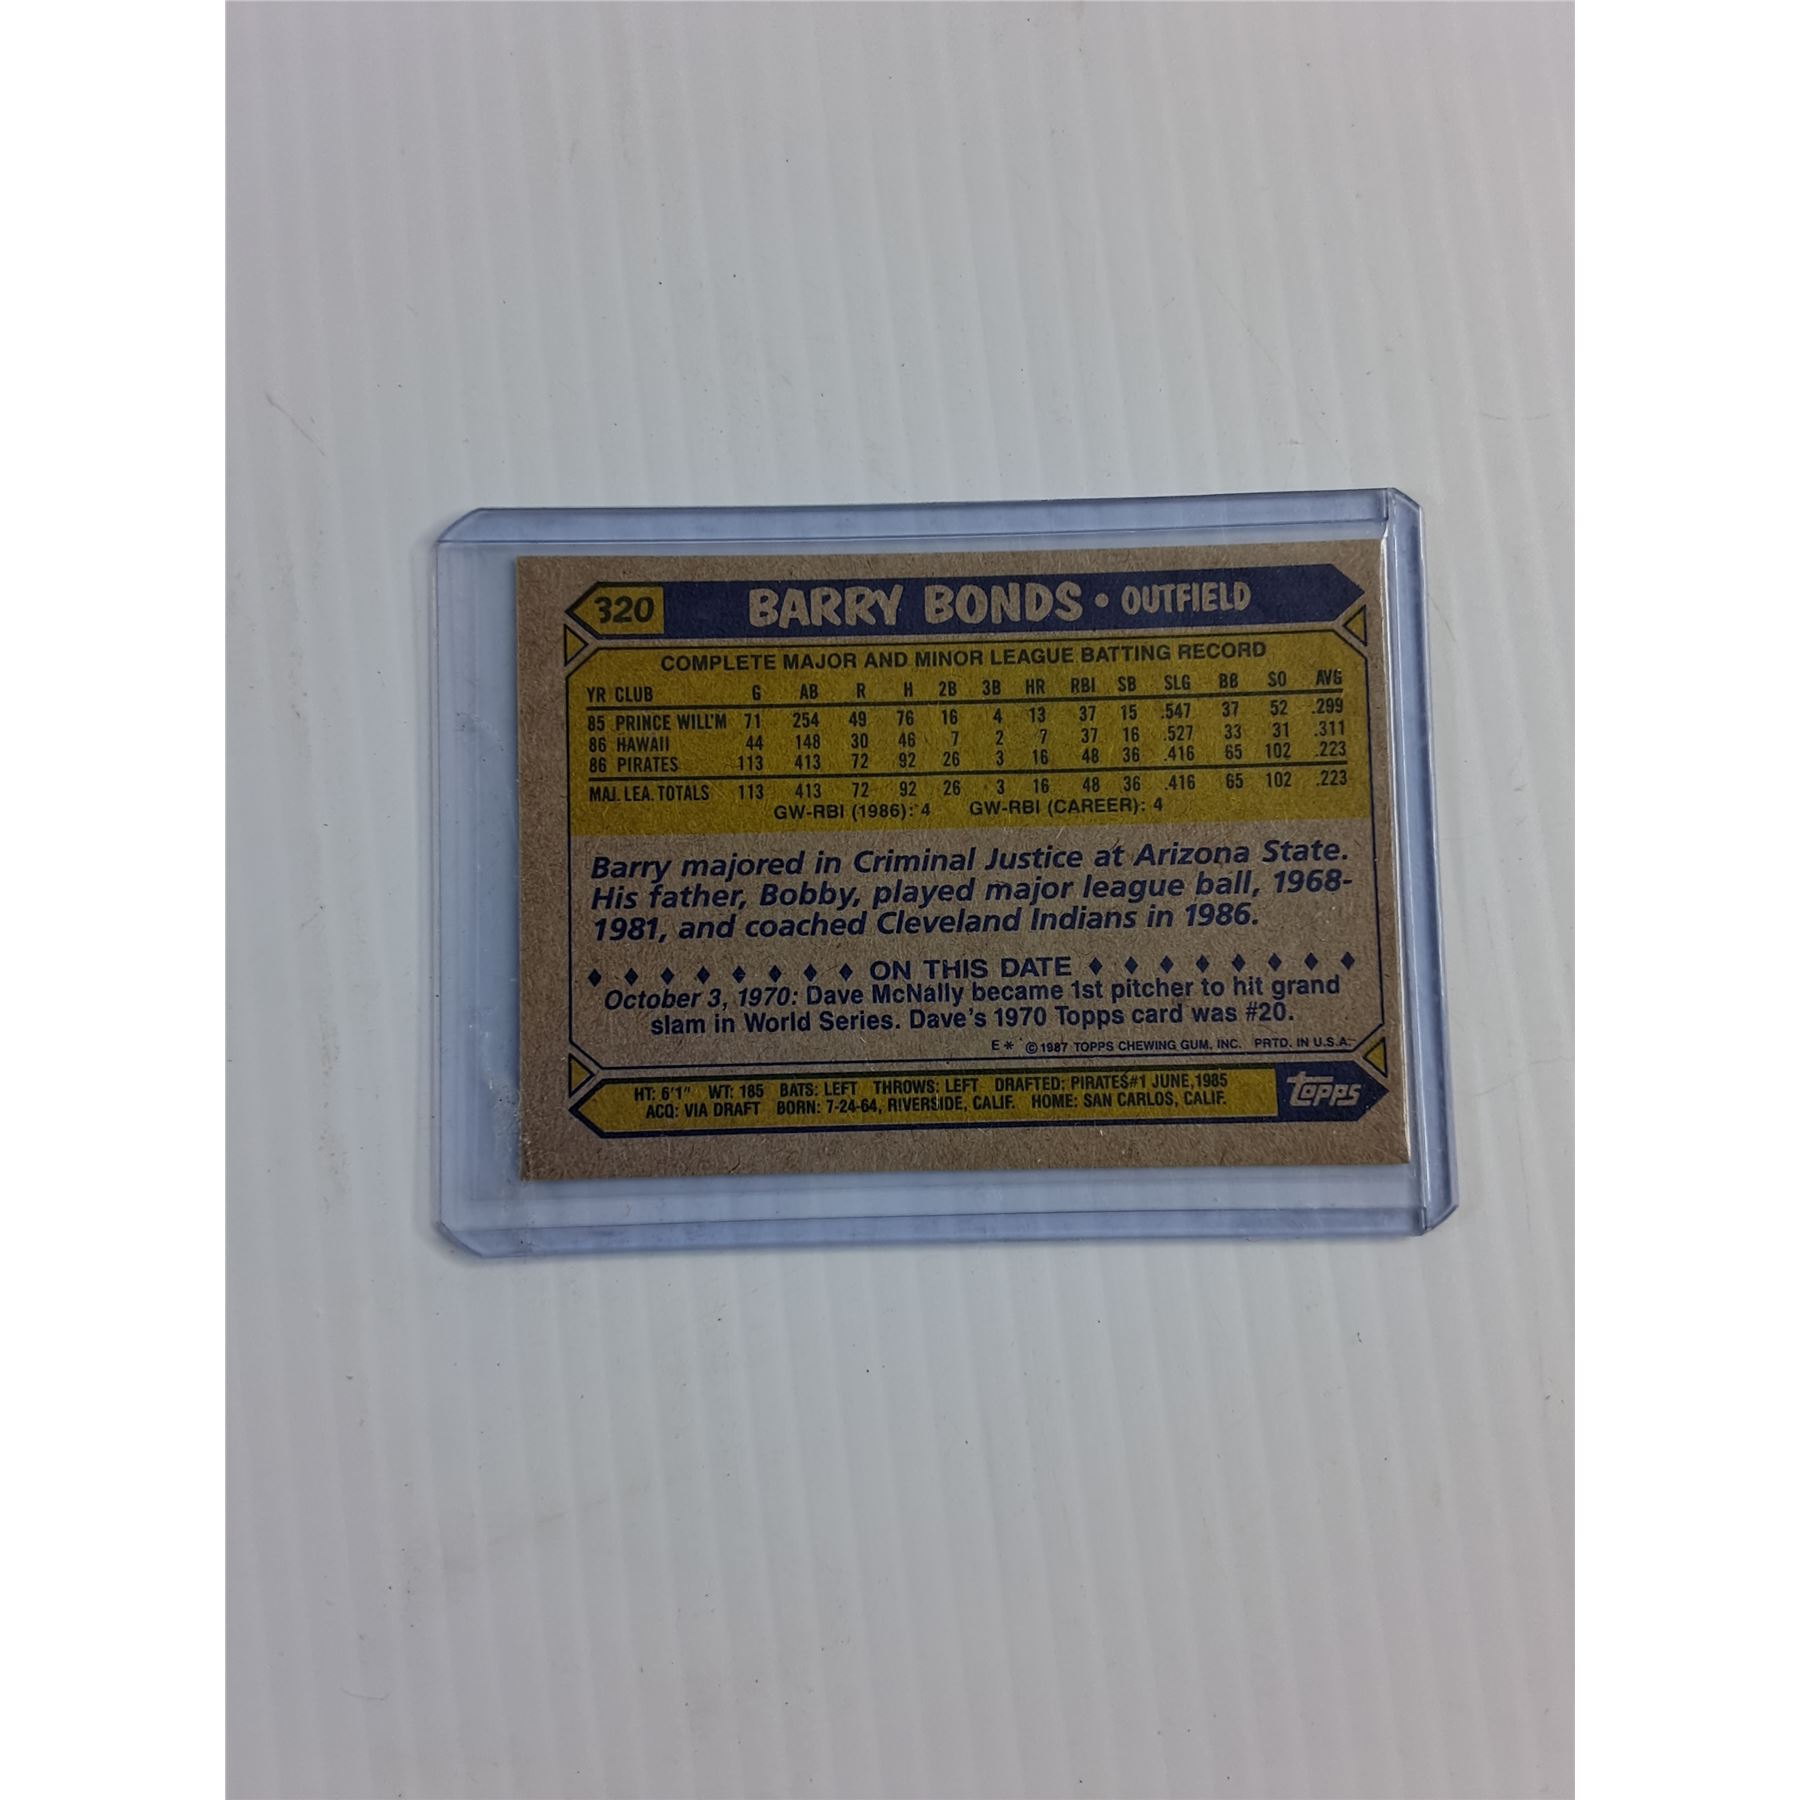 320 BARRY BONDS • OUTFIELD
COMPLETE MAJOR AND MINOR LEAGUE BATTING RECORD
YR CLUB G AB R H 2B 3B HR RBI SB SLG BB SO AVG
85 PRINCE WILL'M 71 254 49 76 16 4 13 37 15 .547 37 52 .299
86 HAWAII 44 148 30 46 7 2 7 37 16 .527 33 31 .311
86 PIRATES 113 413 72 92 26 3 16 48 36 .416 65 102 .223
MAJ. LEA. TOTALS 113 413 72 92 26 3 16 48 36 .416 65 102 .223
GW-RBI (1986): 4 GW-RBI (CAREER): 4
Barry majored in Criminal Justice at Arizona State.
His father, Bobby, played major league ball, 1968-
1981, and coached Cleveland Indians in 1986.
♦ ♦ ♦ ♦ ♦ ♦ ♦ ♦ ON THIS DATE ♦ ♦ ♦ ♦ ♦ ♦ ♦ ♦
October 3, 1970: Dave McNally became 1st pitcher to hit grand
slam in World Series. Dave's 1970 Topps card was #20.
E* ©1987 TOPPS CHEWING GUM, INC. PRTD. IN U.S.A.
HT: 6'1" WT: 185 BATS: LEFT THROWS: LEFT DRAFTED: PIRATES#1 JUNE,1985
ACQ: VIA DRAFT BORN: 7-24-64, RIVERSIDE, CALIF. HOME: SAN CARLOS, CALIF.
topps